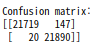 Confusion matrix:
[[21719   147]
 [   20 21890]]